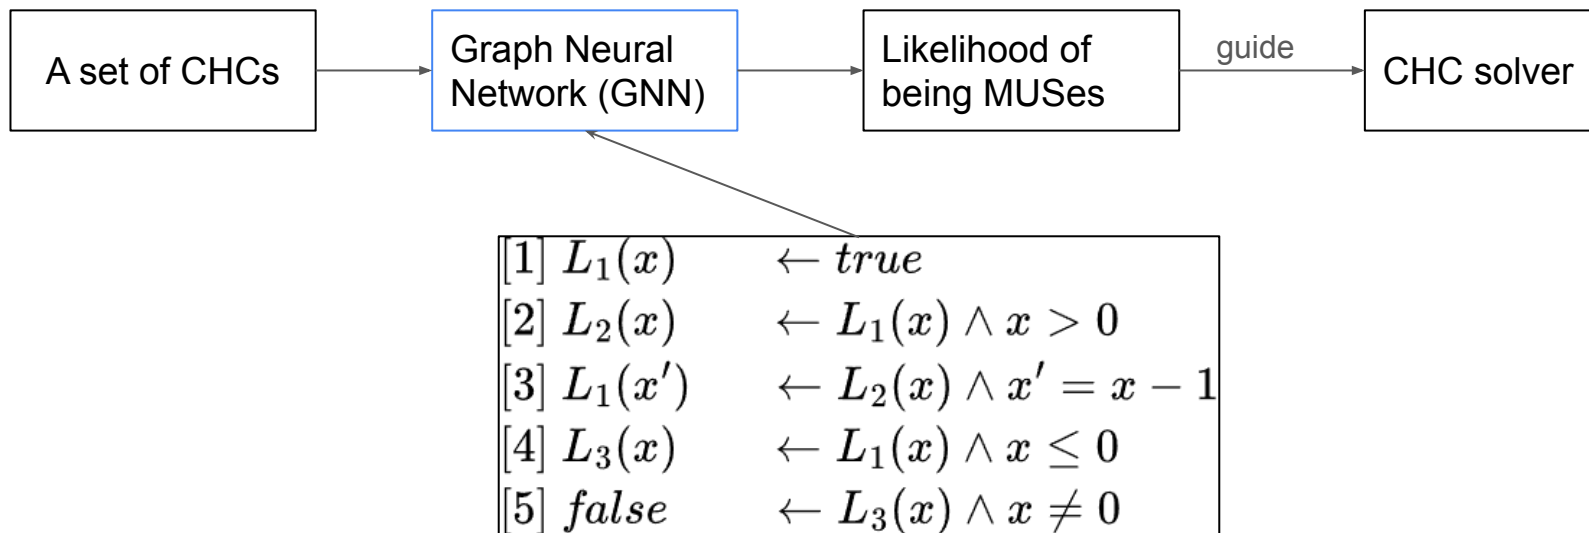 A set of CHCs
Graph Neural
Network (GNN)
Likelihood of
being MUSes
guide
CHC solver
[1] L₁(x) ← true
[2] L₂(x) ← L₁(x) ∧ x > 0
[3] L₁(x′) ← L₂(x) ∧ x′ = x − 1
[4] L₃(x) ← L₁(x) ∧ x ≤ 0
[5] false ← L₃(x) ∧ x ≠ 0